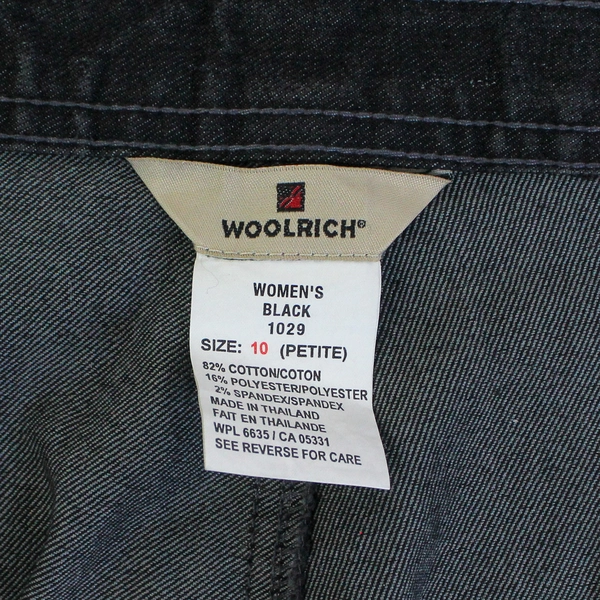 WOOLRICH®
WOMEN'S
BLACK
1029
SIZE: 10 (PETITE)
82% COTTON/COTON
16% POLYESTER/POLYESTER
2% SPANDEX/SPANDEX
MADE IN THAILAND
FAIT EN THAILANDE
WPL 6635 / CA 05331
SEE REVERSE FOR CARE